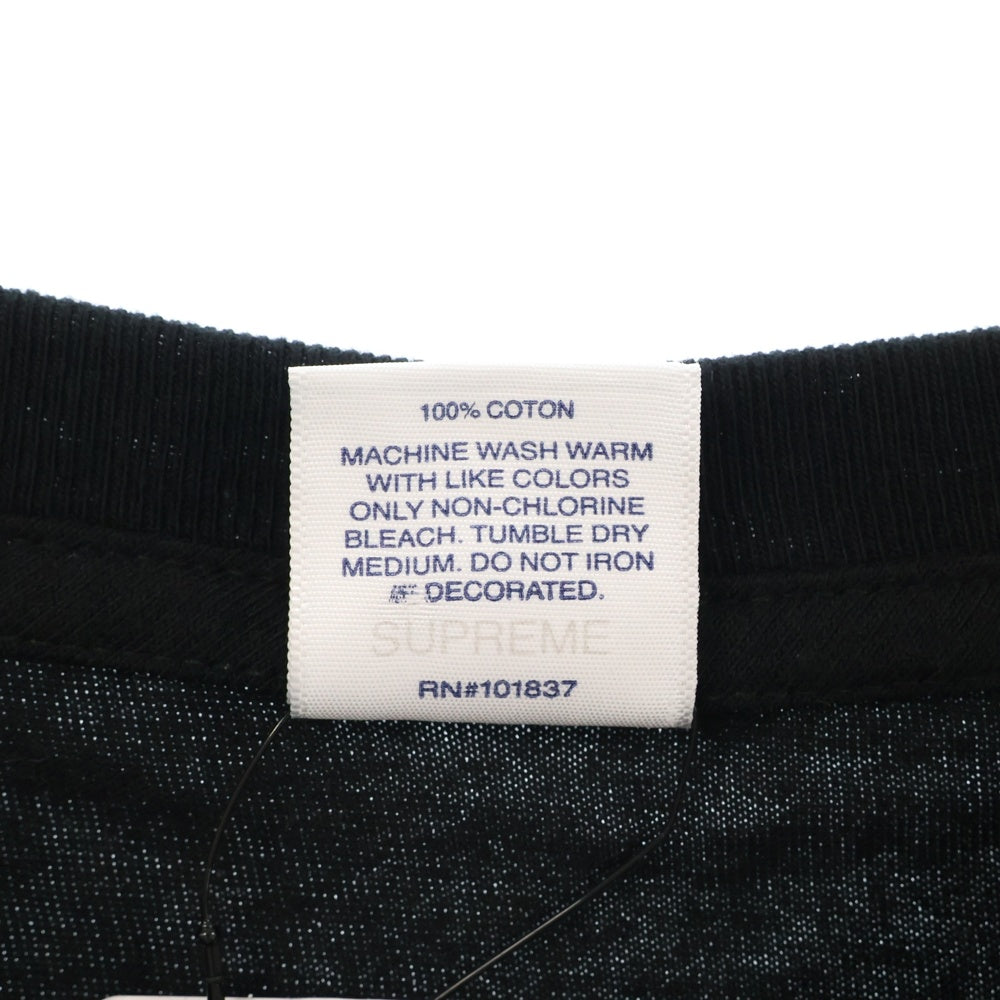 100% COTON
MACHINE WASH WARM
WITH LIKE COLORS
ONLY NON-CHLORINE
BLEACH. TUMBLE DRY
MEDIUM. DO NOT IRON
IF DECORATED.
SUPREME
RN#101837